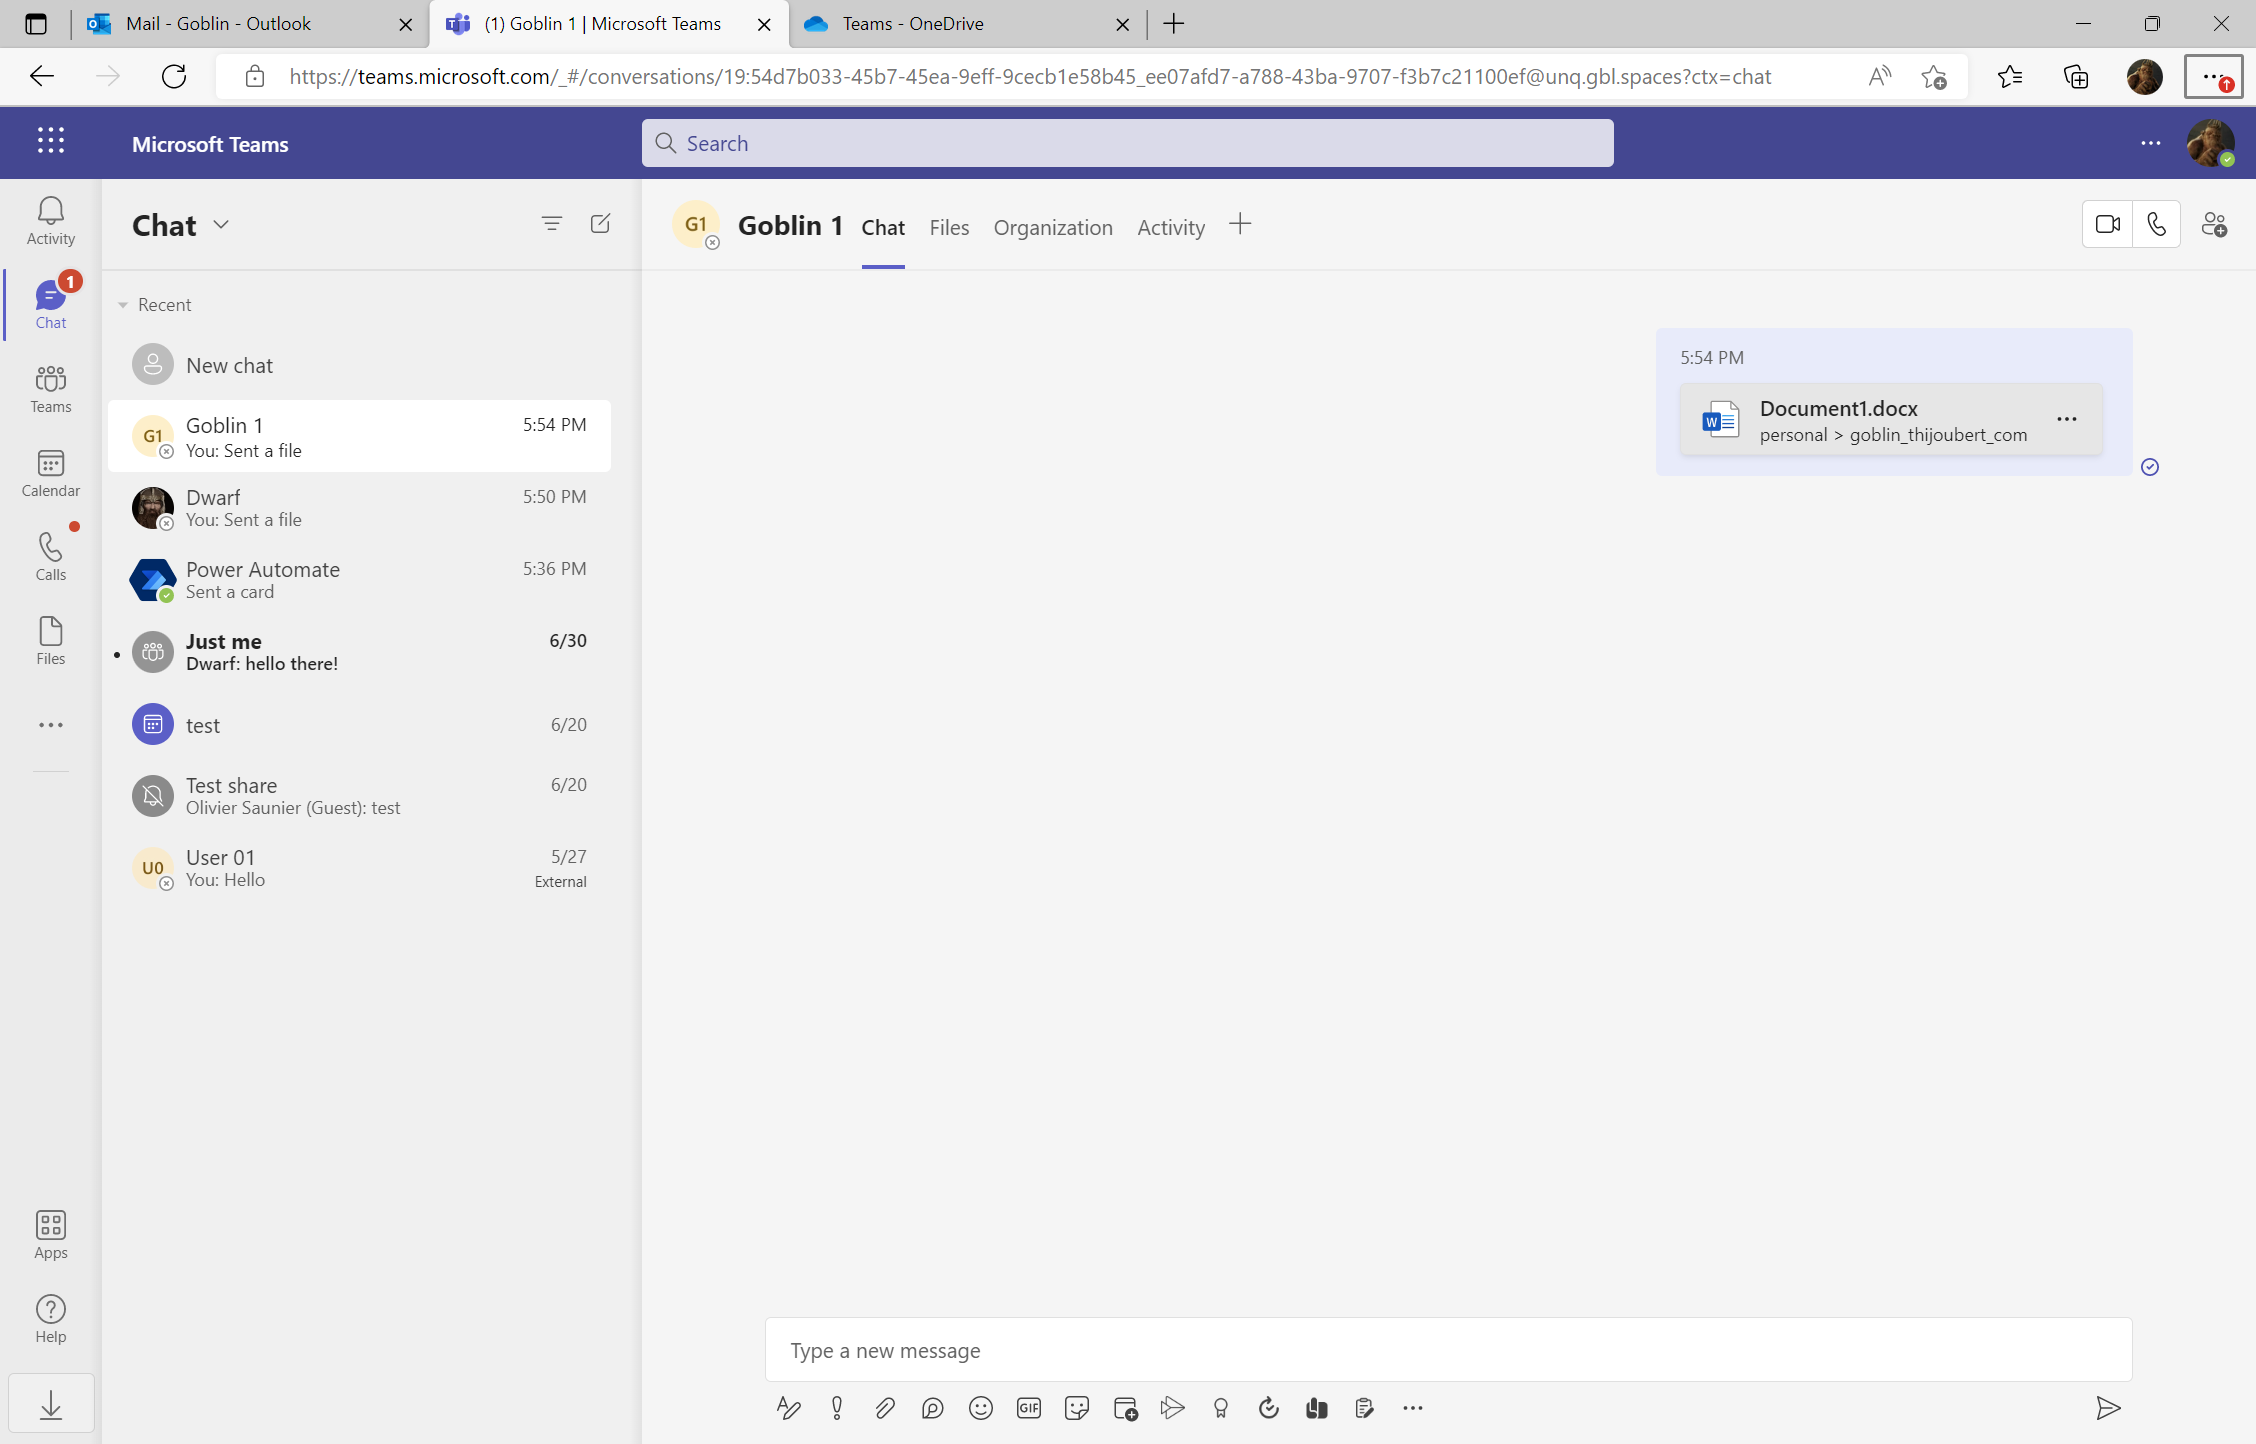 Mail - Goblin - Outlook
(1) Goblin 1 | Microsoft Teams
Teams - OneDrive
https://teams.microsoft.com/_#/conversations/19:54d7b033-45b7-45ea-9eff-9cecb1e58b45_ee07afd7-a788-43ba-9707-f3b7c21100ef@unq.gbl.spaces?ctx=chat
Microsoft Teams
Search
Activity
1
Chat
Teams
Calendar
Calls
Files
Apps
Help
Chat
Recent
New chat
G1
Goblin 1
5:54 PM
You: Sent a file
Dwarf
5:50 PM
You: Sent a file
Power Automate
5:36 PM
Sent a card
Just me
6/30
Dwarf: hello there!
test
6/20
Test share
6/20
Olivier Saunier (Guest): test
U0
User 01
5/27
You: Hello
External
G1
Goblin 1
Chat
Files
Organization
Activity
5:54 PM
W
Document1.docx
personal > goblin_thijoubert_com
Type a new message
GIF